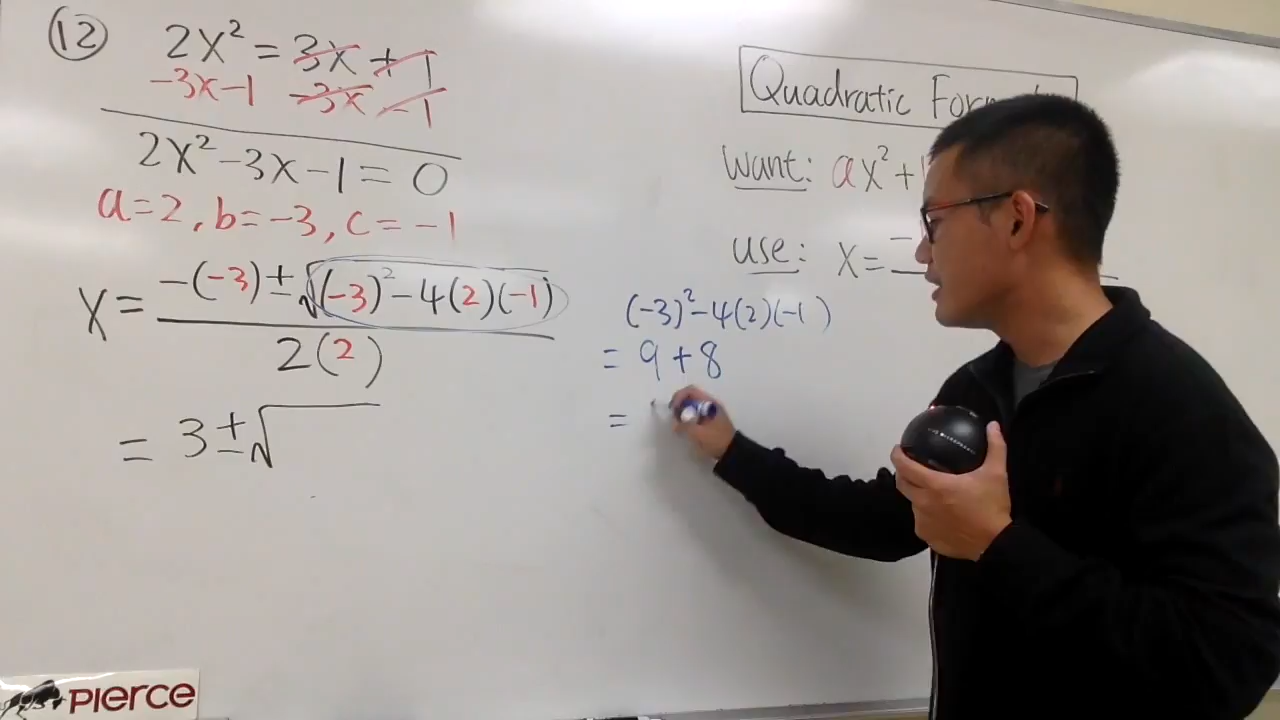 ⑫ 2x² = 3x + 1
-3x-1 -3x -1
2x²-3x-1=0
a=2, b=-3, c=-1
x = -(-3)±√(-3)²-4(2)(-1)
2(2)
= 3±√
(-3)²-4(2)(-1)
= 9+8
=
Quadratic
want: ax²+
use: x= -
PIERCE